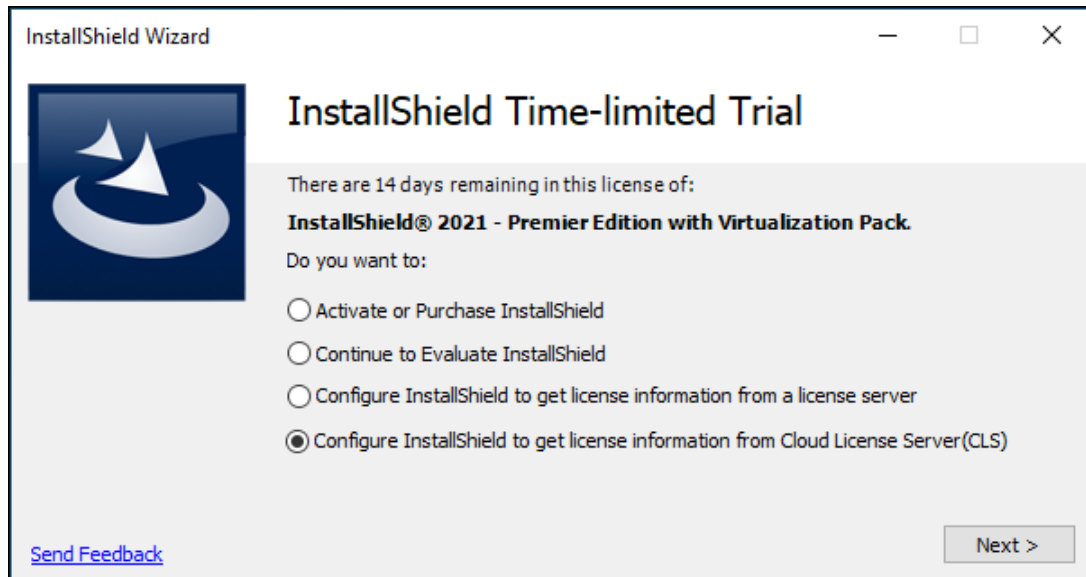 InstallShield Wizard
InstallShield Time-limited Trial
There are 14 days remaining in this license of:
InstallShield® 2021 - Premier Edition with Virtualization Pack.
Do you want to:
Activate or Purchase InstallShield
Continue to Evaluate InstallShield
Configure InstallShield to get license information from a license server
Configure InstallShield to get license information from Cloud License Server(CLS)
Send Feedback
Next >